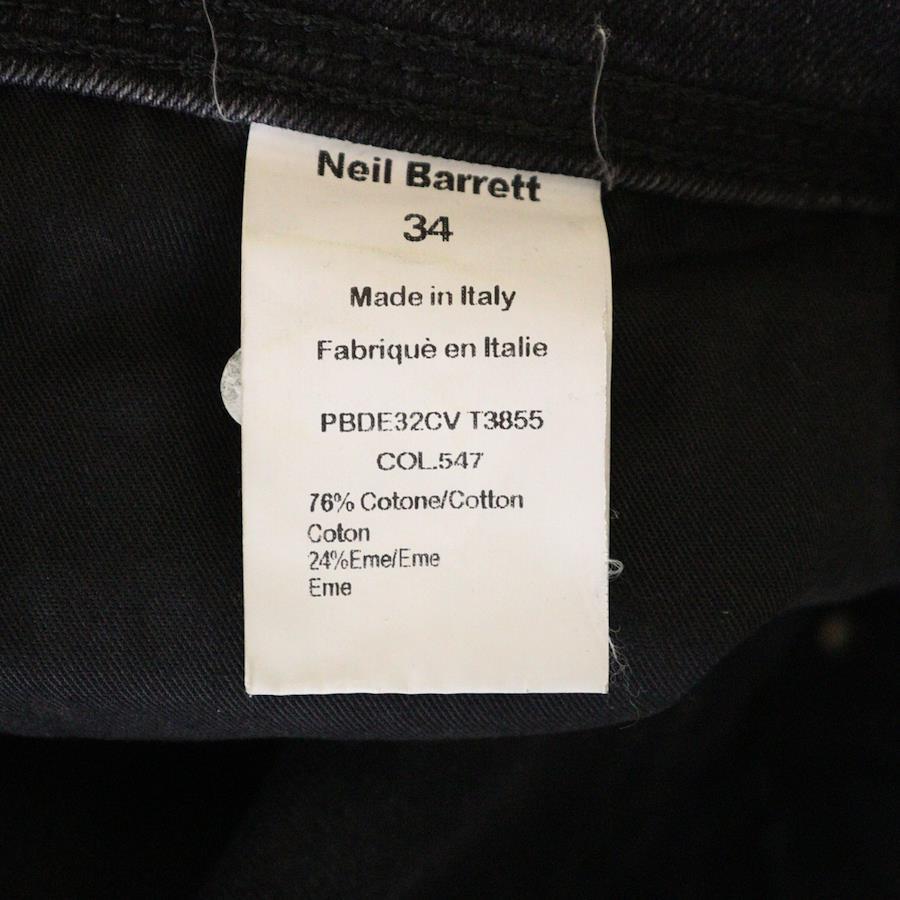 Neil Barrett
34
Made in Italy
Fabriquè en Italie
PBDE32CV T3855
COL.547
76% Cotone/Cotton
Coton
24%Eme/Eme
Eme